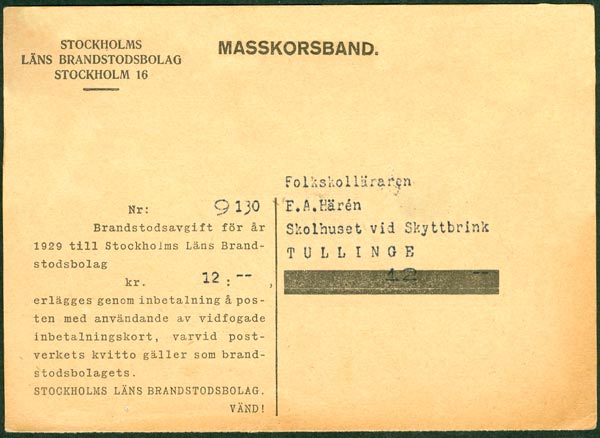 STOCKHOLMS
LÄNS BRANDSTODSBOLAG
STOCKHOLM 16
MASSKORSBAND.
Nr: 9130
Brandstodsavgift för år
1929 till Stockholms Läns Brand-
stodsbolag
kr. 12:--,
erlägges genom inbetalning å pos-
ten med användande av vidfogade
inbetalningskort, varvid post-
verkets kvitto gäller som brand-
stodsbolagets.
STOCKHOLMS LÄNS BRANDSTODSBOLAG.
VÄND!
Folkskolläraren
E.A.Härén
Skolhuset vid Skyttbrink
TULLINGE
12 --